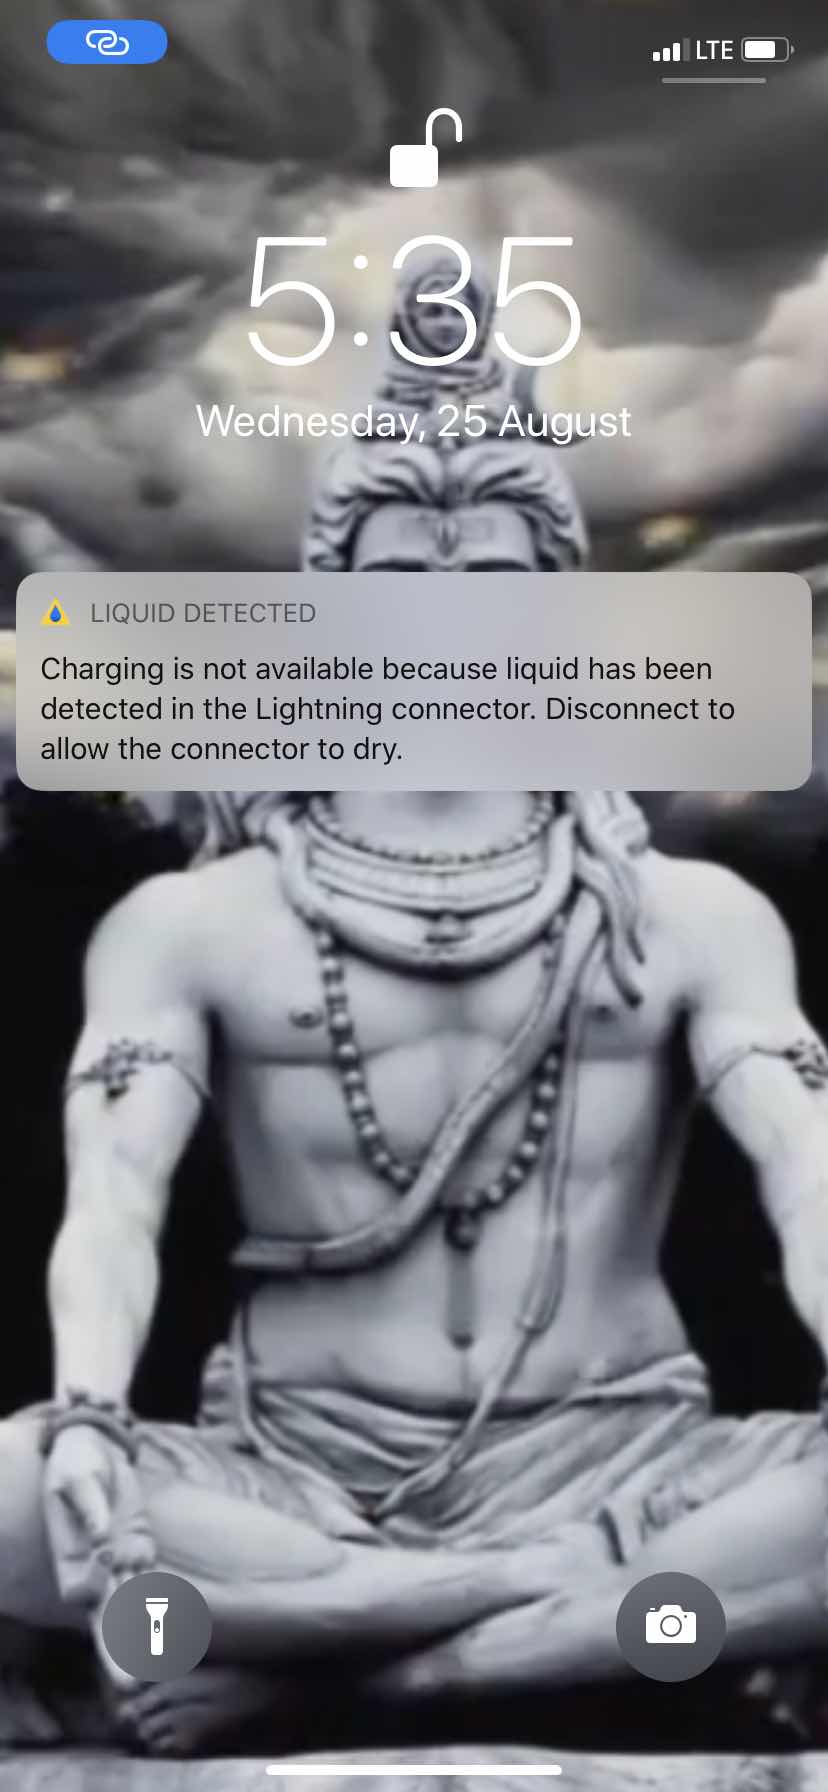 LTE
5:35
Wednesday, 25 August
LIQUID DETECTED
Charging is not available because liquid has been
detected in the Lightning connector. Disconnect to
allow the connector to dry.